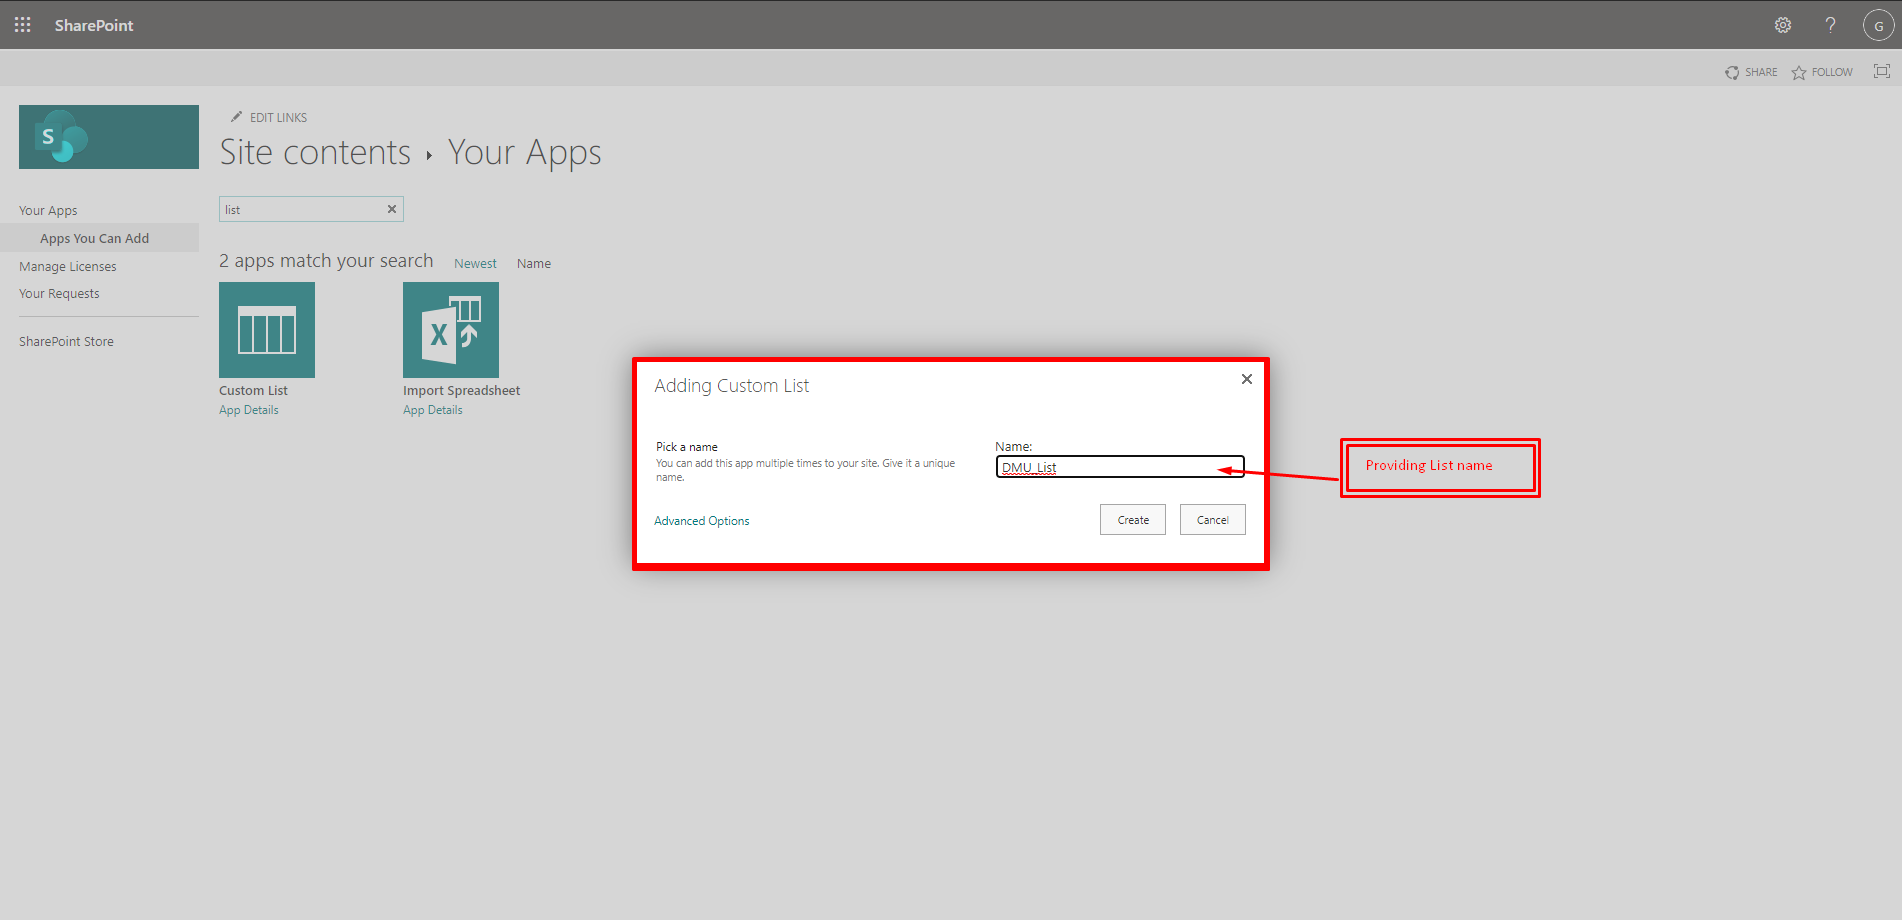 SharePoint
?
G
SHARE
FOLLOW
S
EDIT LINKS
Site contents ▸ Your Apps
Your Apps
Apps You Can Add
Manage Licenses
Your Requests
SharePoint Store
list
2 apps match your search
Newest
Name
X
Custom List
App Details
Import Spreadsheet
App Details
Adding Custom List
Pick a name
You can add this app multiple times to your site. Give it a unique
name.
Name:
DMU_List
Advanced Options
Create
Cancel
Providing List name